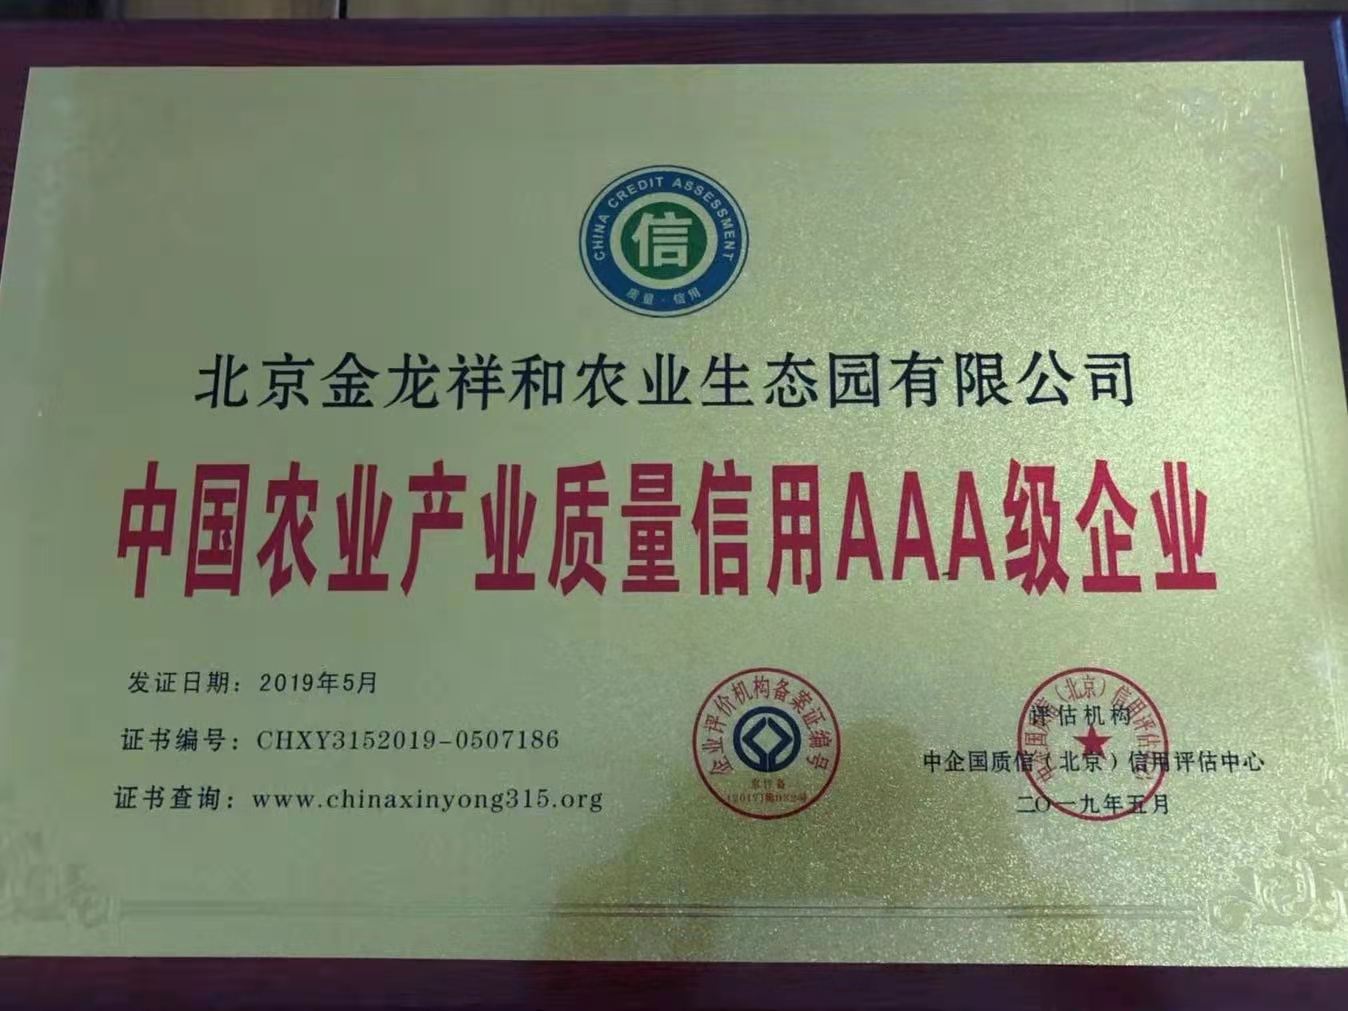 CHINA CREDIT ASSESSMENT
信
质量·信用
北京金龙祥和农业生态园有限公司
中国农业产业质量信用AAA级企业
发证日期：2019年5月
证书编号：CHXY3152019-0507186
证书查询：www.chinaxinyong315.org
企业评价机构备案证编号
评估机构
中企国质信（北京）信用评估中心
二〇一九年五月